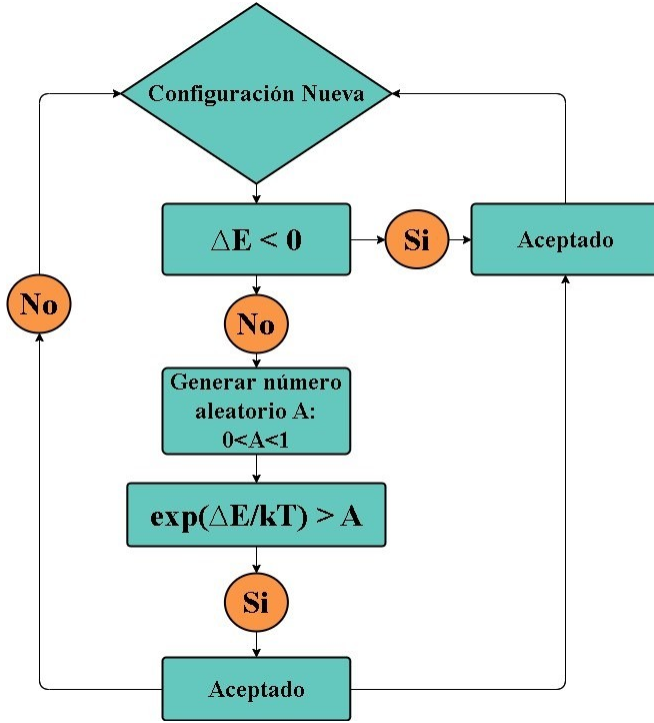 Configuración Nueva
∆E < 0
Si
Aceptado
No
No
Generar número
aleatorio A:
0<A<1
exp(∆E/kT) > A
Si
Aceptado